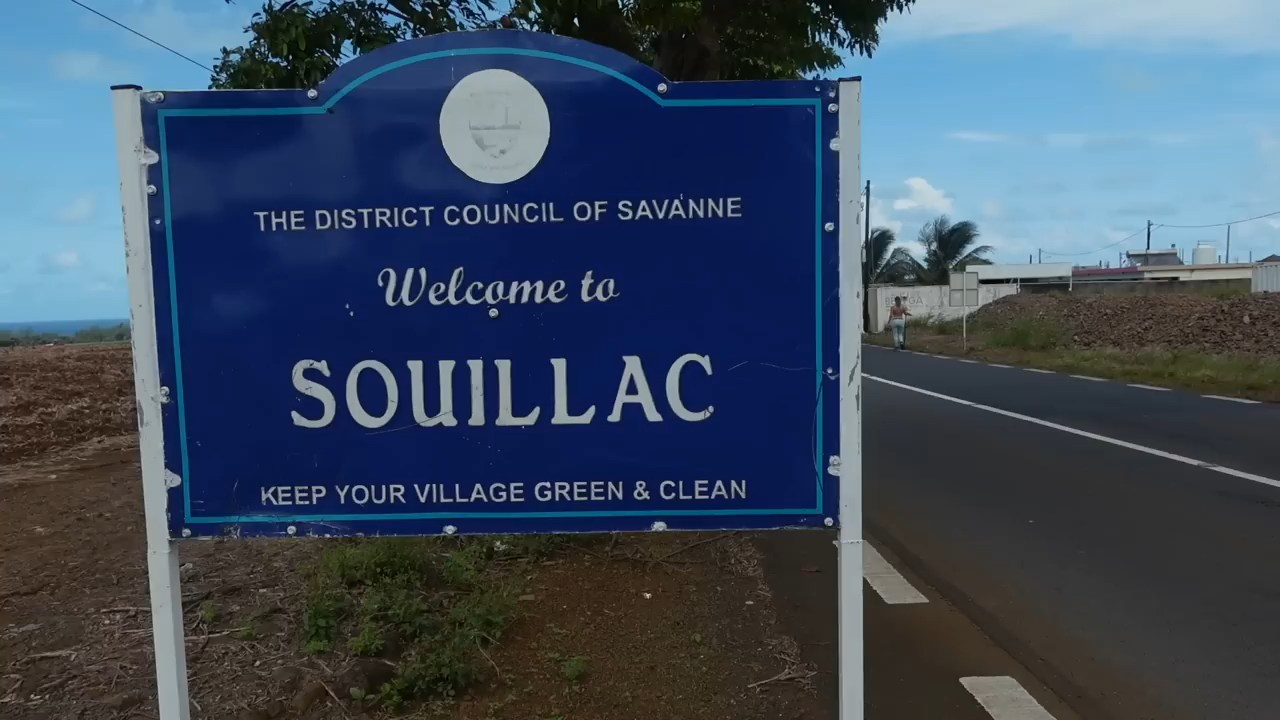 THE DISTRICT COUNCIL OF SAVANNE
Welcome to
SOUILLAC
KEEP YOUR VILLAGE GREEN & CLEAN